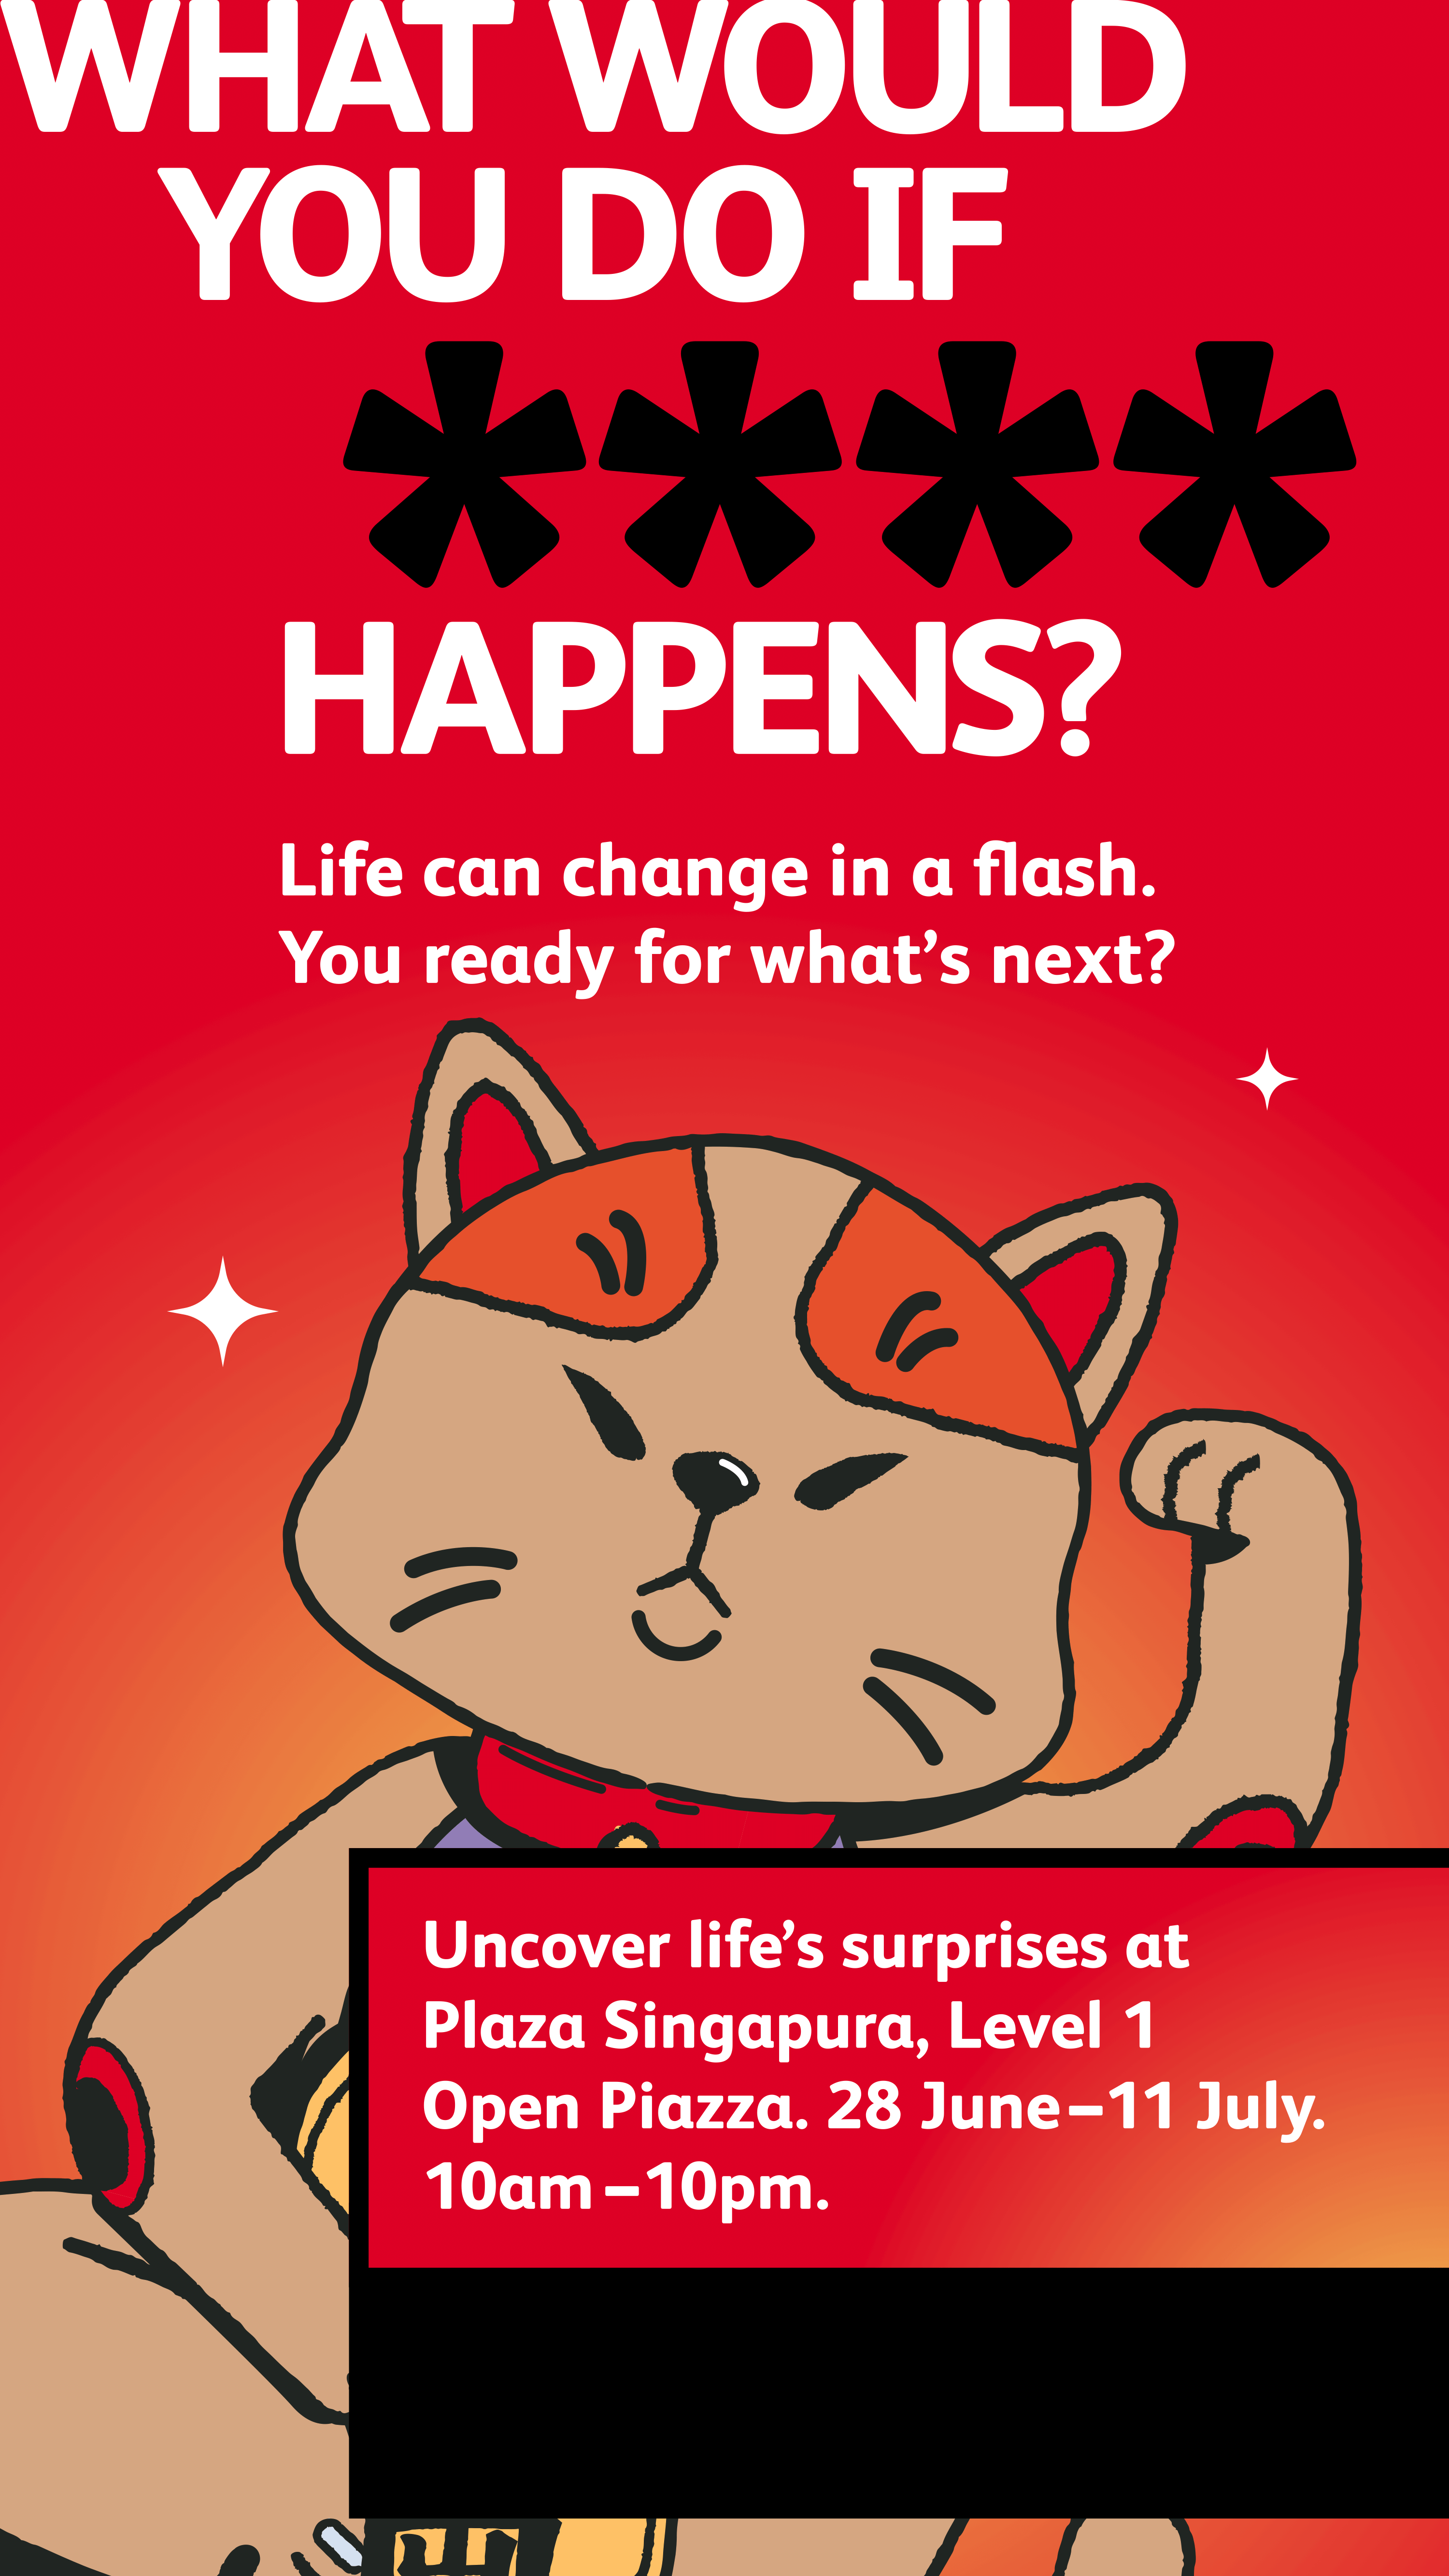 WHAT WOULD
YOU DO IF
****
HAPPENS?
Life can change in a flash.
You ready for what's next?
Uncover life's surprises at
Plaza Singapura, Level 1
Open Piazza. 28 June–11 July.
10am–10pm.